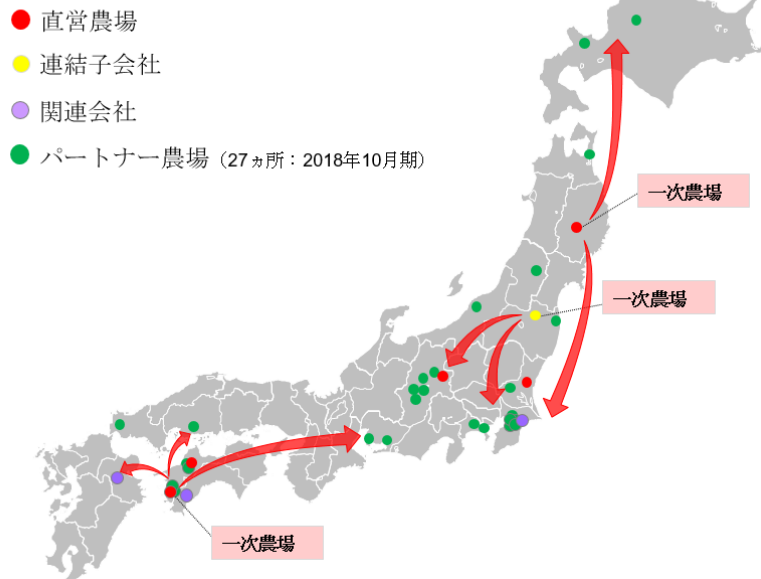 直営農場
連結子会社
関連会社
パートナー農場（27ヵ所：2018年10月期）
一次農場
一次農場
一次農場